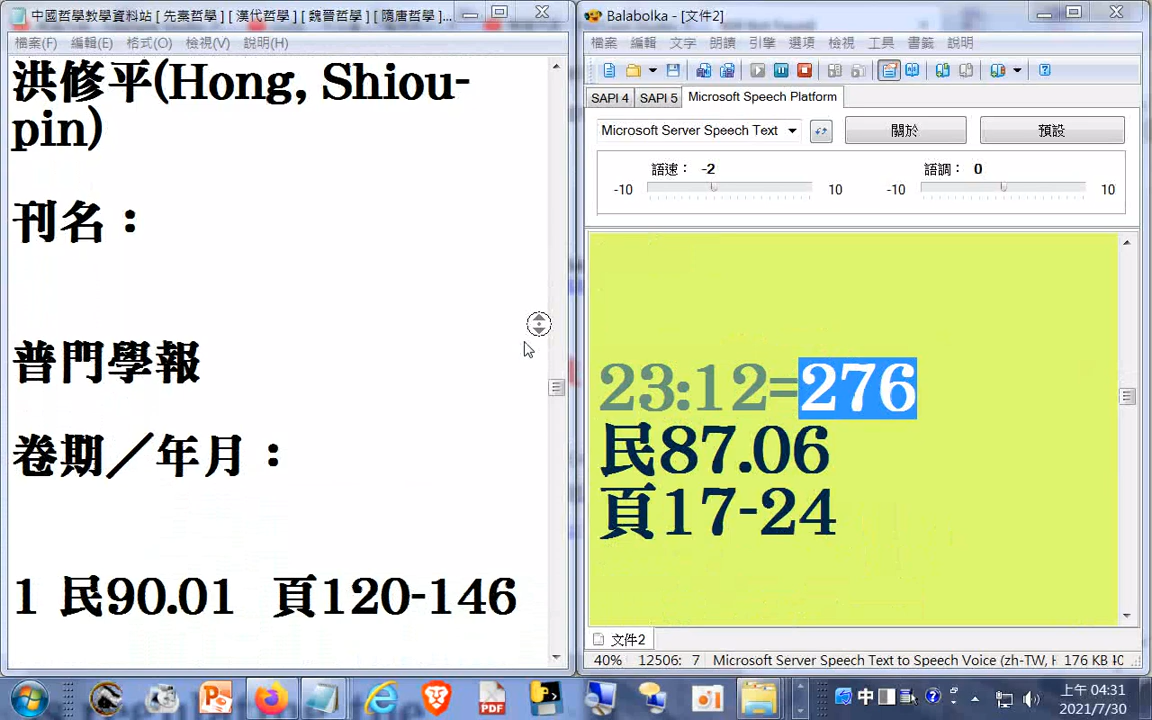 中國哲學教學資料站 [ 先秦哲學 ] [ 漢代哲學 ] [ 魏晉哲學 ] [ 隋唐哲學 ]...
檔案(F) 編輯(E) 格式(O) 檢視(V) 說明(H)
洪修平(Hong, Shiou-
pin)
刊名：
普門學報
卷期／年月：
1 民90.01 頁120-146
Balabolka - [文件2]
檔案 編輯 文字 朗讀 引擎 選項 檢視 工具 書籤 說明
SAPI 4 SAPI 5 Microsoft Speech Platform
Microsoft Server Speech Text 關於 預設
語速： -2 語調： 0
-10 10 -10 10
23:12=276
民87.06
頁17-24
文件2
40% 12506: 7 Microsoft Server Speech Text to Speech Voice (zh-TW, H 176 KB
PDF
中
上午 04:31
2021/7/30